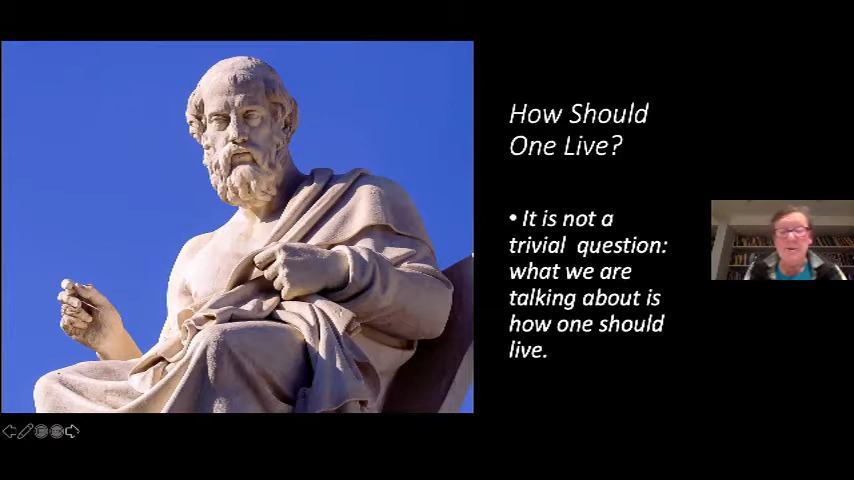 How Should
One Live?
• It is not a
trivial question:
what we are
talking about is
how one should
live.